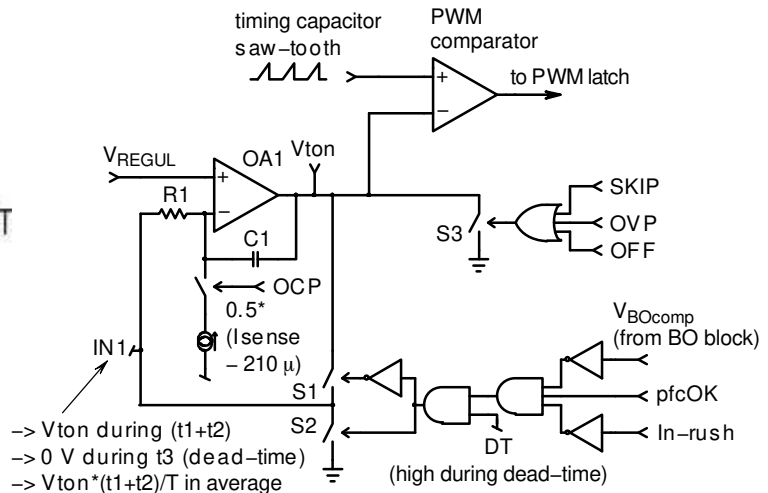 timing capacitor
saw-tooth
PWM
comparator
+
−
to PWM latch
VREGUL
OA1
Vton
+
−
R1
C1
T
SKIP
OVP
OFF
S3
OCP
0.5*
(Isense
− 210 µ)
IN1
VBOcomp
(from BO block)
pfcOK
In-rush
S1
S2
DT
(high during dead-time)
-> Vton during (t1+t2)
-> 0 V during t3 (dead-time)
-> Vton*(t1+t2)/T in average